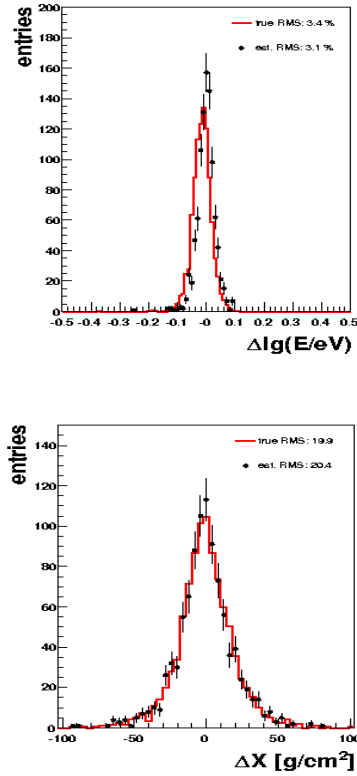 entries
200
180
160
140
120
100
80
60
40
20
0
true RMS: 3.4 %
est. RMS: 3.1 %
-0.5 -0.4 -0.3 -0.2 -0.1 -0 0.1 0.2 0.3 0.4 0.5
Δlg(E/eV)
entries
140
120
100
80
60
40
20
0
true RMS: 19.9
est. RMS: 20.4
-100 -50 0 50 100
ΔX [g/cm²]